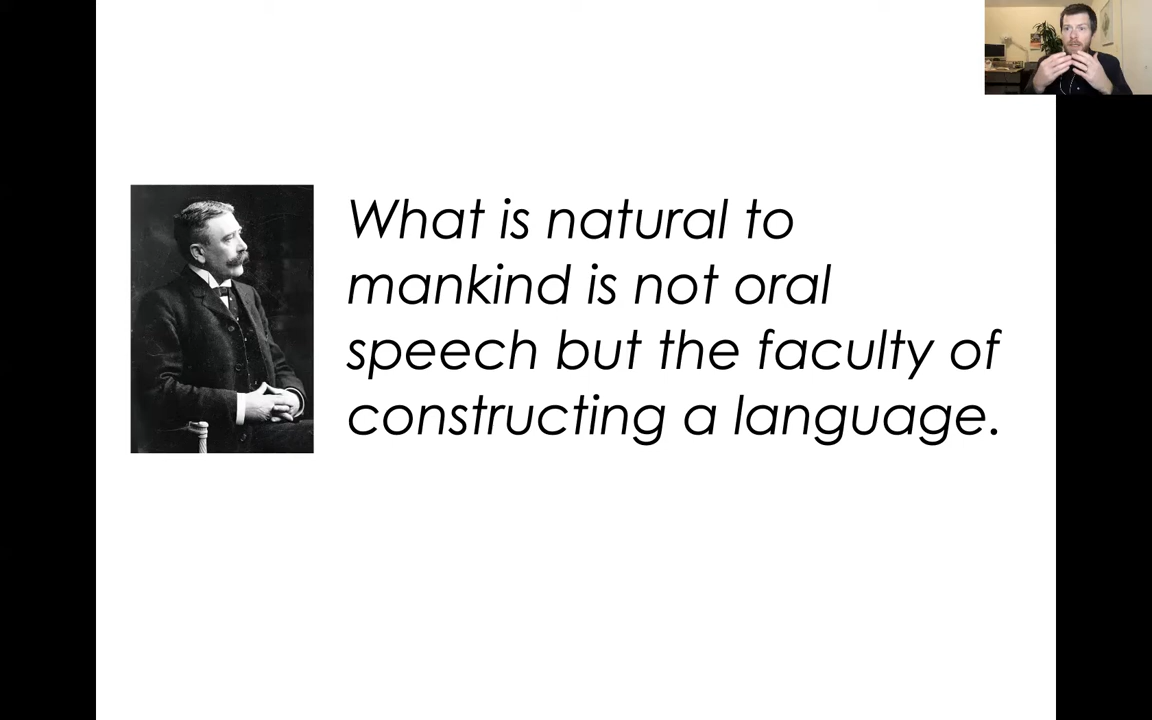 What is natural to
mankind is not oral
speech but the faculty of
constructing a language.